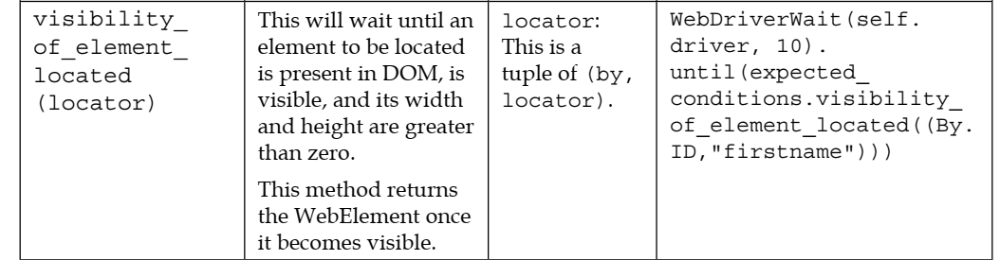 visibility_
of_element_
located
(locator)
This will wait until an
element to be located
is present in DOM, is
visible, and its width
and height are greater
than zero.
This method returns
the WebElement once
it becomes visible.
locator:
This is a
tuple of (by,
locator).
WebDriverWait(self.
driver, 10).
until(expected_
conditions.visibility_
of_element_located((By.
ID,"firstname")))